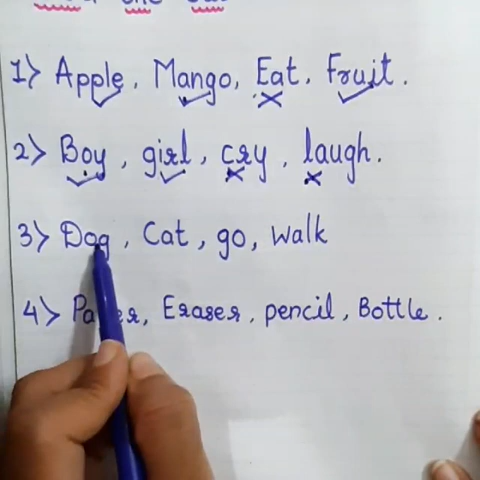 1> Apple, Mango, Eat, Fruit.
2> Boy, girl, cry, laugh.
3> Dog, Cat, go, walk
4> Eraser, pencil, Bottle.